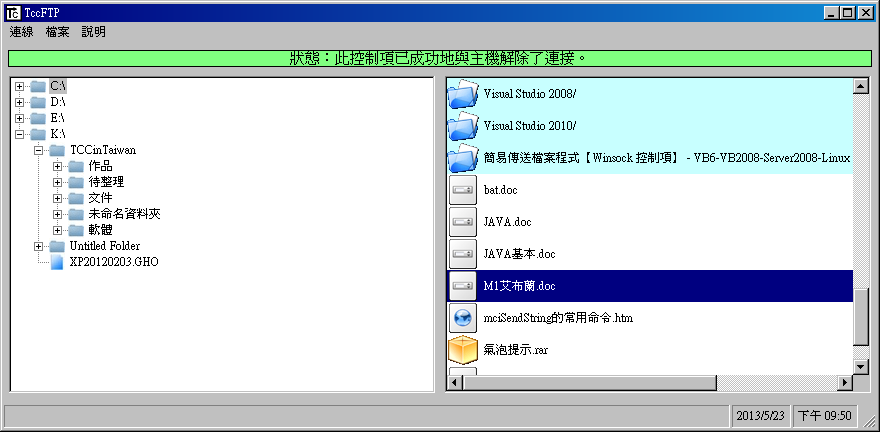 Tc TccFTP
連線 檔案 說明
狀態：此控制項已成功地與主機解除了連接。
C:\
D:\
E:\
K:\
TCCinTaiwan
作品
待整理
文件
未命名資料夾
軟體
Untitled Folder
XP20120203.GHO
Visual Studio 2008/
Visual Studio 2010/
簡易傳送檔案程式【Winsock 控制項】 - VB6-VB2008-Server2008-Linux
bat.doc
JAVA.doc
JAVA基本.doc
M1艾布蘭.doc
mciSendString的常用命令.htm
氣泡提示.rar
2013/5/23 下午 09:50